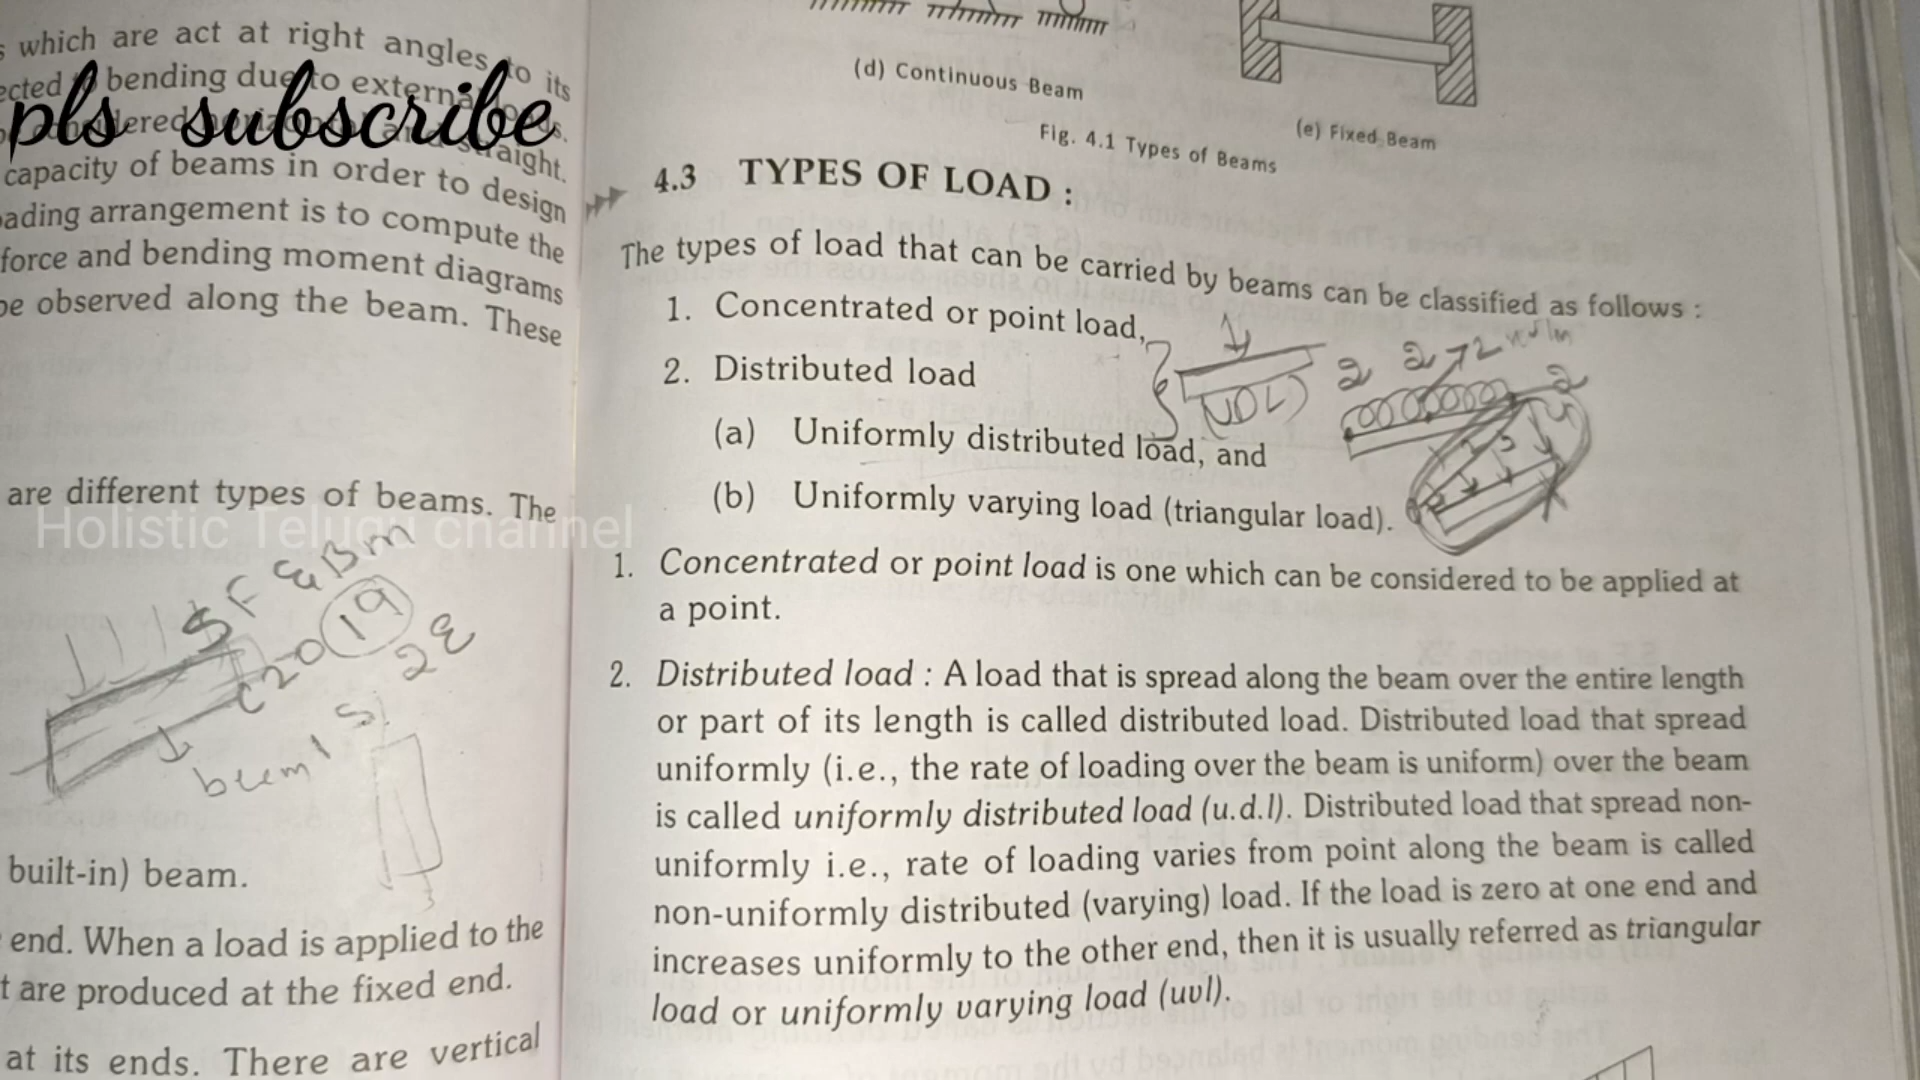 which are act at right angles to its
bending due to external
pls subscribe
straight.
capacity of beams in order to design
ading arrangement is to compute the
force and bending moment diagrams
be observed along the beam. These
are different types of beams. The
Holistic Telugu channel
SF & BM
C20 19
2E
beam
built-in) beam.
end. When a load is applied to the
t are produced at the fixed end.
at its ends. There are vertical
(d) Continuous Beam
(e) Fixed Beam
Fig. 4.1 Types of Beams
4.3 TYPES OF LOAD :
The types of load that can be carried by beams can be classified as follows :
1. Concentrated or point load,
2. Distributed load
(UDL)
2 2
2
(a) Uniformly distributed load, and
(b) Uniformly varying load (triangular load).
1. Concentrated or point load is one which can be considered to be applied at
a point.
2. Distributed load : A load that is spread along the beam over the entire length
or part of its length is called distributed load. Distributed load that spread
uniformly (i.e., the rate of loading over the beam is uniform) over the beam
is called uniformly distributed load (u.d.l). Distributed load that spread non-
uniformly i.e., rate of loading varies from point along the beam is called
non-uniformly distributed (varying) load. If the load is zero at one end and
increases uniformly to the other end, then it is usually referred as triangular
load or uniformly varying load (uvl).